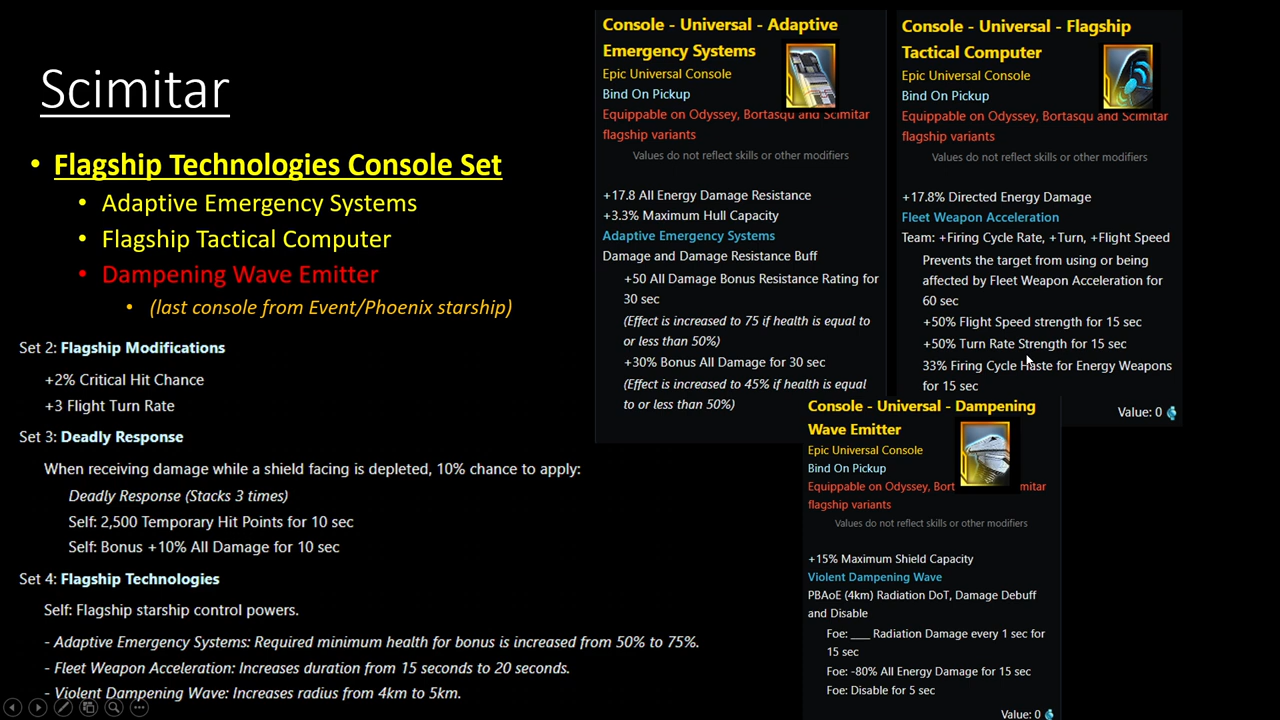 Scimitar
• Flagship Technologies Console Set
• Adaptive Emergency Systems
• Flagship Tactical Computer
• Dampening Wave Emitter
• (last console from Event/Phoenix starship)
Set 2: Flagship Modifications
+2% Critical Hit Chance
+3 Flight Turn Rate
Set 3: Deadly Response
When receiving damage while a shield facing is depleted, 10% chance to apply:
Deadly Response (Stacks 3 times)
Self: 2,500 Temporary Hit Points for 10 sec
Self: Bonus +10% All Damage for 10 sec
Set 4: Flagship Technologies
Self: Flagship starship control powers.
- Adaptive Emergency Systems: Required minimum health for bonus is increased from 50% to 75%.
- Fleet Weapon Acceleration: Increases duration from 15 seconds to 20 seconds.
- Violent Dampening Wave: Increases radius from 4km to 5km.
Console - Universal - Adaptive
Emergency Systems
Epic Universal Console
Bind On Pickup
Equippable on Odyssey, Bortasqu and Scimitar
flagship variants
Values do not reflect skills or other modifiers
+17.8 All Energy Damage Resistance
+3.3% Maximum Hull Capacity
Adaptive Emergency Systems
Damage and Damage Resistance Buff
+50 All Damage Bonus Resistance Rating for
30 sec
(Effect is increased to 75 if health is equal to
or less than 50%)
+30% Bonus All Damage for 30 sec
(Effect is increased to 45% if health is equal
to or less than 50%)
Console - Universal - Flagship
Tactical Computer
Epic Universal Console
Bind On Pickup
Equippable on Odyssey, Bortasqu and Scimitar
flagship variants
Values do not reflect skills or other modifiers
+17.8% Directed Energy Damage
Fleet Weapon Acceleration
Team: +Firing Cycle Rate, +Turn, +Flight Speed
Prevents the target from using or being
affected by Fleet Weapon Acceleration for
60 sec
+50% Flight Speed strength for 15 sec
+50% Turn Rate Strength for 15 sec
33% Firing Cycle Haste for Energy Weapons
for 15 sec
Value: 0
Console - Universal - Dampening
Wave Emitter
Epic Universal Console
Bind On Pickup
Equippable on Odyssey, Bort mitar
flagship variants
Values do not reflect skills or other modifiers
+15% Maximum Shield Capacity
Violent Dampening Wave
PBAoE (4km) Radiation DoT, Damage Debuff
and Disable
Foe: ___ Radiation Damage every 1 sec for
15 sec
Foe: -80% All Energy Damage for 15 sec
Foe: Disable for 5 sec
Value: 0